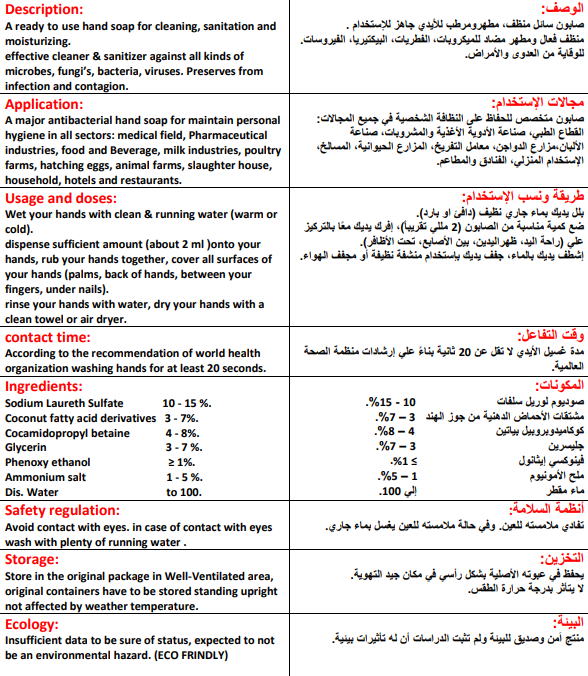 Description:
A ready to use hand soap for cleaning, sanitation and
moisturizing.
effective cleaner & sanitizer against all kinds of
microbes, fungi's, bacteria, viruses. Preserves from
infection and contagion.
الوصف:
صابون سائل منظف، مطهرومرطب للأيدي جاهز للإستخدام .
منظف فعال ومطهر مضاد للميكروبات، الفطريات، البيكتيريا، الفيروسات.
للوقاية من العدوى والأمراض.
Application:
A major antibacterial hand soap for maintain personal
hygiene in all sectors: medical field, Pharmaceutical
industries, food and Beverage, milk industries, poultry
farms, hatching eggs, animal farms, slaughter house,
household, hotels and restaurants.
مجالات الإستخدام:
صابون متخصص للحفاظ على النظافة الشخصية في جميع المجالات:
القطاع الطبي، صناعة الأدوية الأغذية والمشروبات، صناعة
الألبان،مزارع الدواجن، معامل التفريخ، المزارع الحيوانية، المسالخ،
الإستخدام المنزلي، الفنادق والمطاعم.
Usage and doses:
Wet your hands with clean & running water (warm or
cold).
dispense sufficient amount (about 2 ml )onto your
hands, rub your hands together, cover all surfaces of
your hands (palms, back of hands, between your
fingers, under nails).
rinse your hands with water, dry your hands with a
clean towel or air dryer.
طريقة ونسب الإستخدام:
بلل يديك بماء جاري نظيف (دافئ او بارد).
ضع كمية مناسبة من الصابون (2 مللي تقريباً)، إفرك يديك معًا بالتركيز
علي (راحة اليد، ظهراليدين، بين الأصابع، تحت الأظافر).
إشطف يديك بالماء، جفف يديك بإستخدام منشفة نظيفة أو مجفف الهواء.
contact time:
According to the recommendation of world health
organization washing hands for at least 20 seconds.
وقت التفاعل:
مدة غسيل الأيدي لا تقل عن 20 ثانية بناءً علي إرشادات منظمة الصحة
العالمية.
Ingredients:
Sodium Laureth Sulfate 10 - 15 %.
Coconut fatty acid derivatives 3 - 7%.
Cocamidopropyl betaine 4 - 8%.
Glycerin 3 - 7 %.
Phenoxy ethanol ≥ 1%.
Ammonium salt 1 - 5 %.
Dis. Water to 100.
المكونات:
صوديوم لوريل سلفات 10 - 15%.
مشتقات الأحماض الدهنية من جوز الهند 3 – 7%.
كوكاميدوبروبيل بياتين 4 – 8%.
جليسرين 3 – 7%.
فينوكسي إيثانول ≥ 1%.
ملح الأمونيوم 1 – 5%.
ماء مقطر إلي 100.
Safety regulation:
Avoid contact with eyes. in case of contact with eyes
wash with plenty of running water .
أنظمة السلامة:
تفادي ملامسته للعين. وفي حالة ملامسته للعين يغسل بماء جاري.
Storage:
Store in the original package in Well-Ventilated area,
original containers have to be stored standing upright
not affected by weather temperature.
التخزين:
يحفظ في عبوته الأصلية بشكل رأسي في مكان جيد التهوية.
لا يتأثر بدرجة حرارة الطقس.
Ecology:
Insufficient data to be sure of status, expected to not
be an environmental hazard. (ECO FRINDLY)
البيئة:
منتج آمن وصديق للبيئة ولم تثبت الدراسات أن له تأثيرات بيئية.